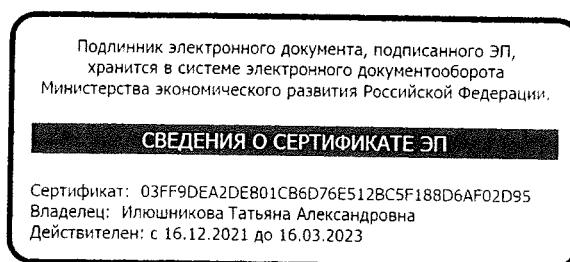 Подлинник электронного документа, подписанного ЭП,
хранится в системе электронного документооборота
Министерства экономического развития Российской Федерации.
СВЕДЕНИЯ О СЕРТИФИКАТЕ ЭП
Сертификат: 03FF9DEA2DE801CB6D76E512BC5F188D6AF02D95
Владелец: Илюшникова Татьяна Александровна
Действителен: с 16.12.2021 до 16.03.2023